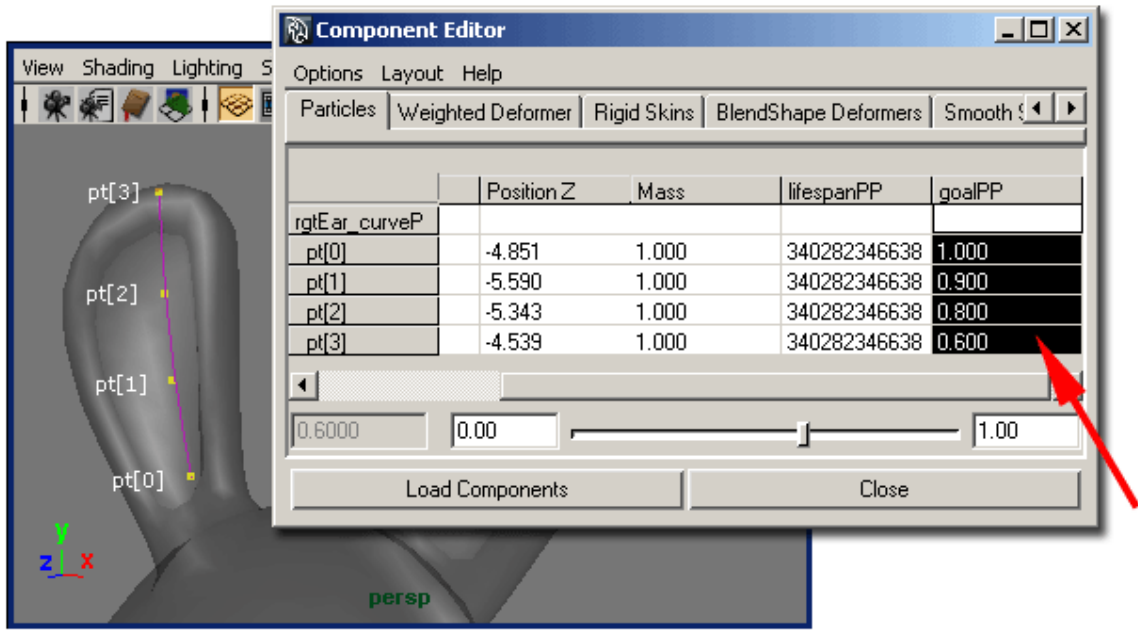 Component Editor
View Shading Lighting S
Options Layout Help
Particles Weighted Deformer Rigid Skins BlendShape Deformers Smooth S
Position Z Mass lifespanPP goalPP
rgtEar_curveP
pt[0] -4.851 1.000 340282346638 1.000
pt[1] -5.590 1.000 340282346638 0.900
pt[2] -5.343 1.000 340282346638 0.800
pt[3] -4.539 1.000 340282346638 0.600
0.6000 0.00 1.00
Load Components Close
pt[3]
pt[2]
pt[1]
pt[0]
y
z x
persp